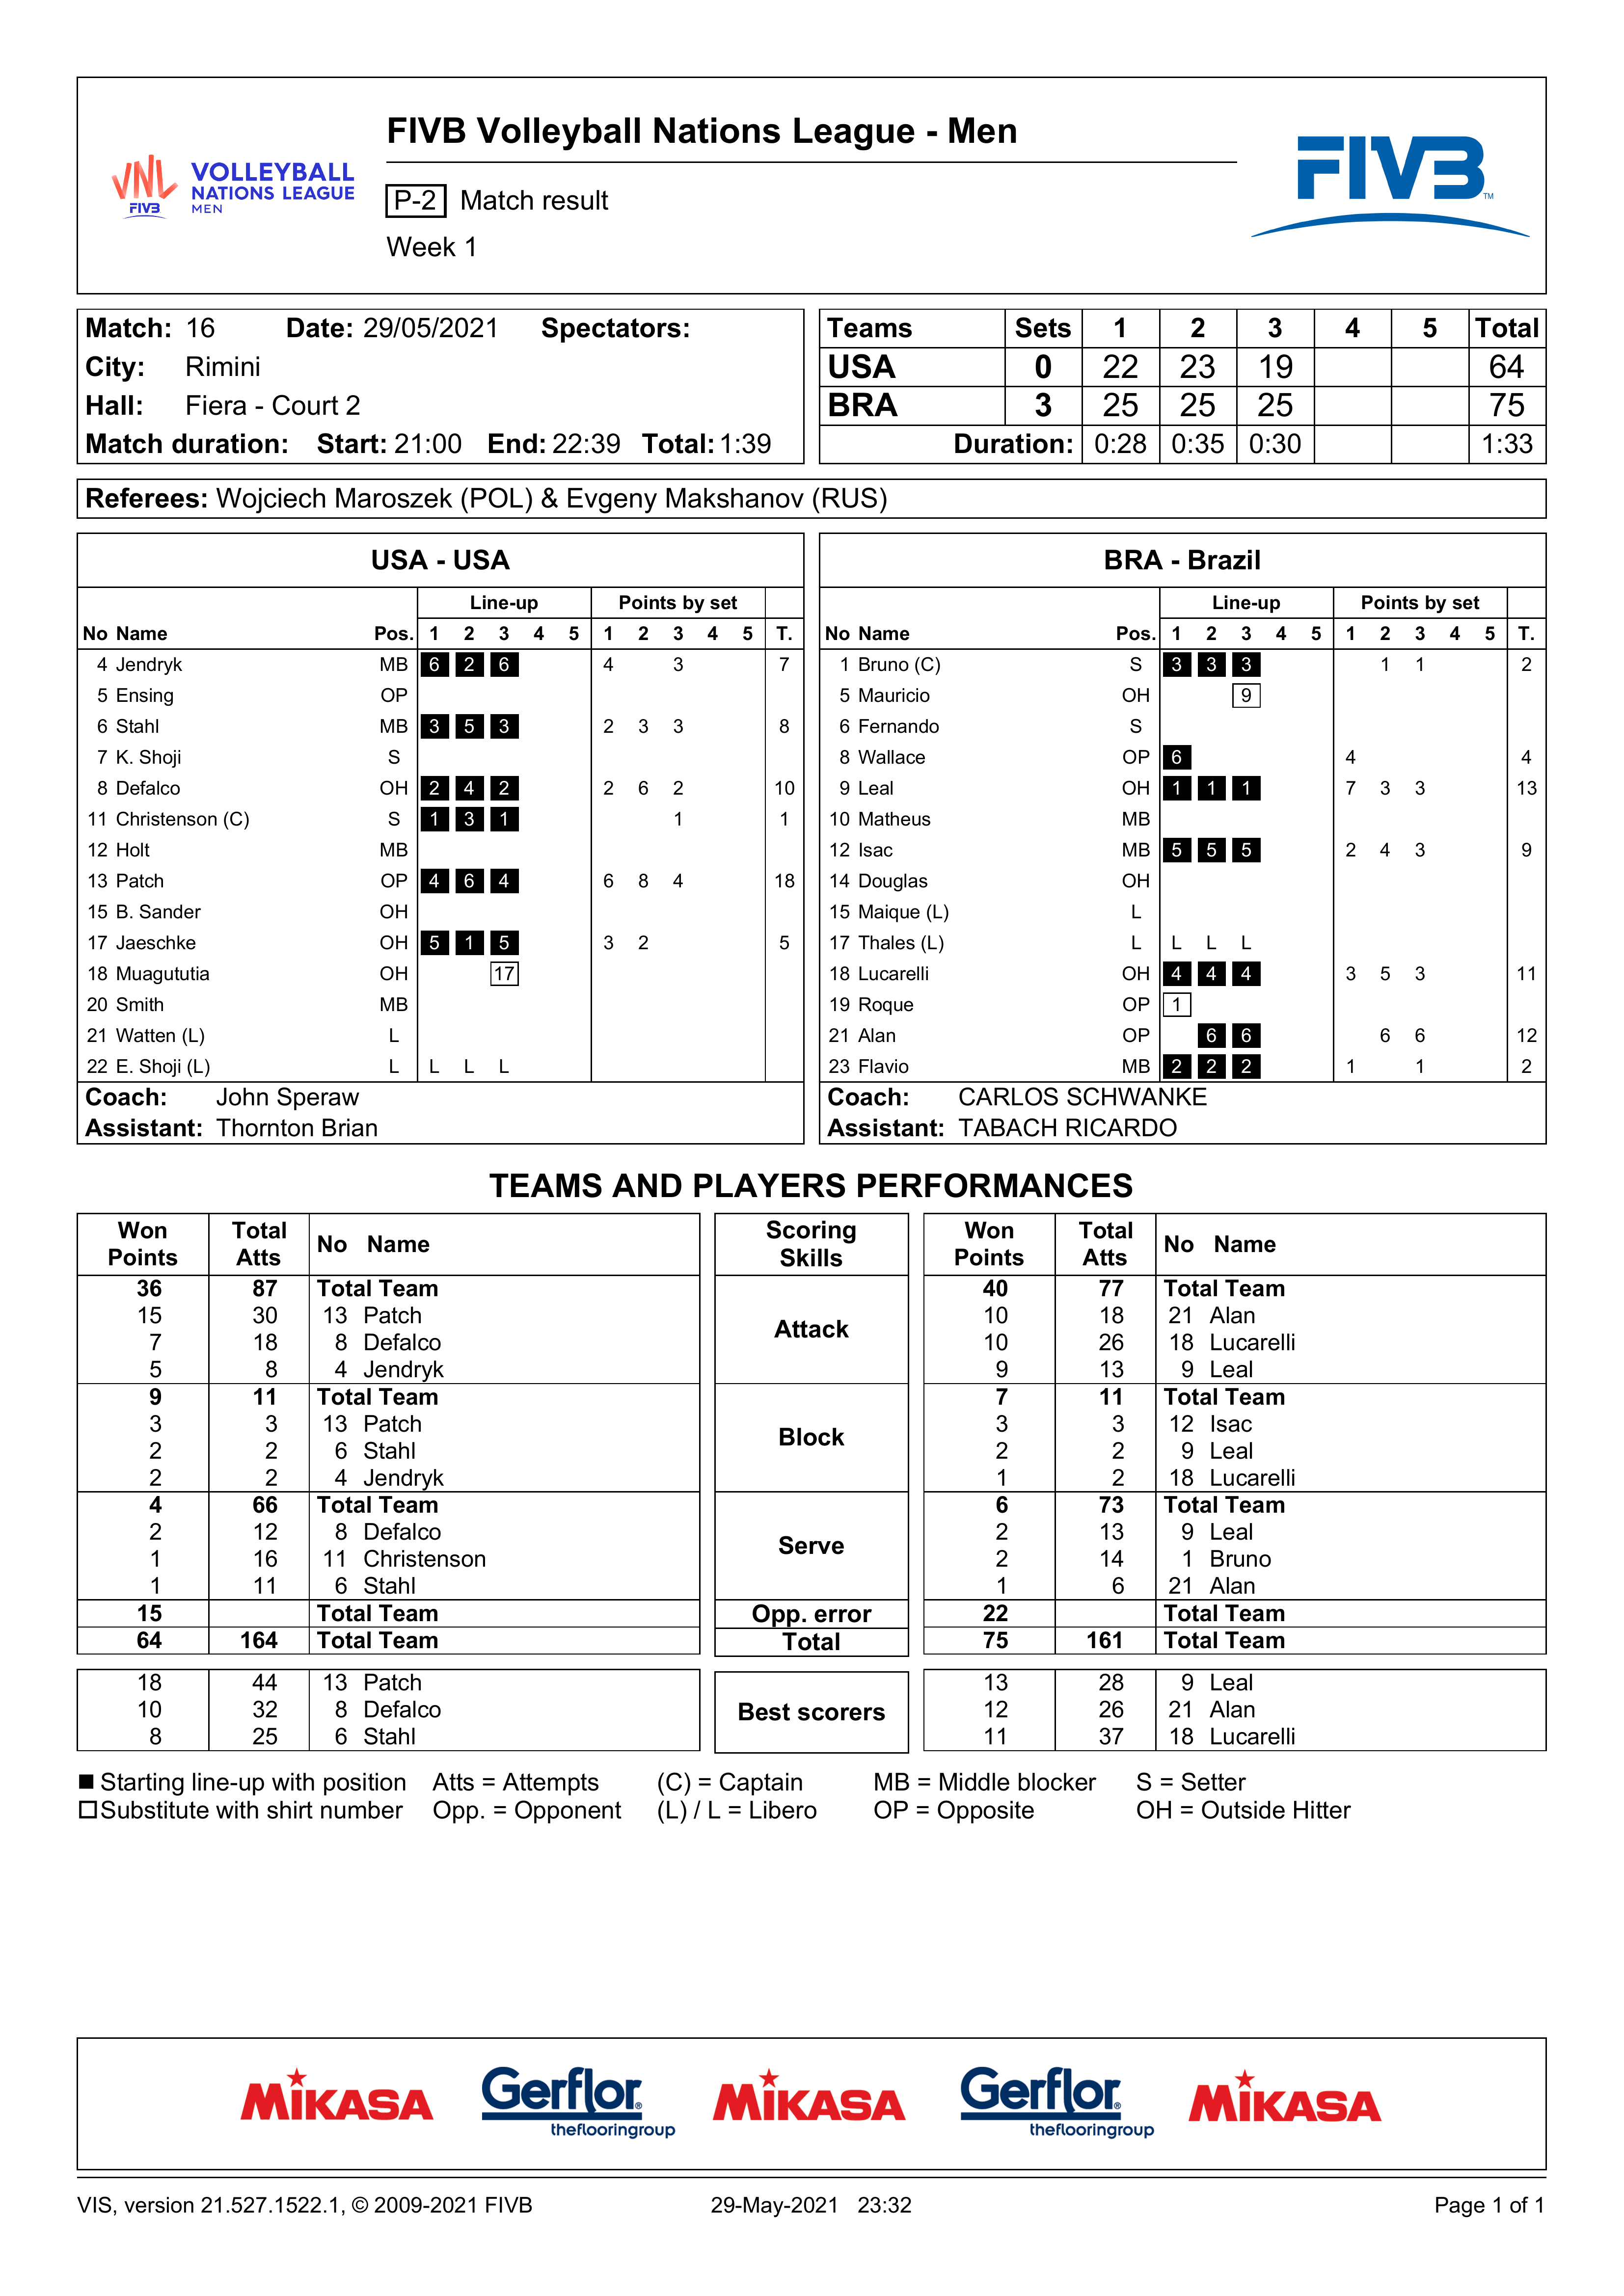 FIVB Volleyball Nations League - Men
VNL FIVB VOLLEYBALL NATIONS LEAGUE MEN
P-2 Match result
Week 1
FIVB TM
Match: 16 Date: 29/05/2021 Spectators:
City: Rimini
Hall: Fiera - Court 2
Match duration: Start: 21:00 End: 22:39 Total: 1:39
Teams Sets 1 2 3 4 5 Total
USA 0 22 23 19 64
BRA 3 25 25 25 75
Duration: 0:28 0:35 0:30 1:33
Referees: Wojciech Maroszek (POL) & Evgeny Makshanov (RUS)
USA - USA
Line-up Points by set
No Name Pos. 1 2 3 4 5 1 2 3 4 5 T.
4 Jendryk MB 6 2 6 4 3 7
5 Ensing OP
6 Stahl MB 3 5 3 2 3 3 8
7 K. Shoji S
8 Defalco OH 2 4 2 2 6 2 10
11 Christenson (C) S 1 3 1 1 1
12 Holt MB
13 Patch OP 4 6 4 6 8 4 18
15 B. Sander OH
17 Jaeschke OH 5 1 5 3 2 5
18 Muagututia OH 17
20 Smith MB
21 Watten (L) L
22 E. Shoji (L) L L L L
Coach: John Speraw
Assistant: Thornton Brian
BRA - Brazil
Line-up Points by set
No Name Pos. 1 2 3 4 5 1 2 3 4 5 T.
1 Bruno (C) S 3 3 3 1 1 2
5 Mauricio OH 9
6 Fernando S
8 Wallace OP 6 4 4
9 Leal OH 1 1 1 7 3 3 13
10 Matheus MB
12 Isac MB 5 5 5 2 4 3 9
14 Douglas OH
15 Maique (L) L
17 Thales (L) L L L L
18 Lucarelli OH 4 4 4 3 5 3 11
19 Roque OP 1
21 Alan OP 6 6 6 6 12
23 Flavio MB 2 2 2 1 1 2
Coach: CARLOS SCHWANKE
Assistant: TABACH RICARDO
TEAMS AND PLAYERS PERFORMANCES
Won Points Total Atts No Name Scoring Skills Won Points Total Atts No Name
36 87 Total Team 40 77 Total Team
15 30 13 Patch 10 18 21 Alan
Attack
7 18 8 Defalco 10 26 18 Lucarelli
5 8 4 Jendryk 9 13 9 Leal
9 11 Total Team 7 11 Total Team
3 3 13 Patch 3 3 12 Isac
Block
2 2 6 Stahl 2 2 9 Leal
2 2 4 Jendryk 1 2 18 Lucarelli
4 66 Total Team 6 73 Total Team
2 12 8 Defalco 2 13 9 Leal
Serve
1 16 11 Christenson 2 14 1 Bruno
1 11 6 Stahl 1 6 21 Alan
15 Total Team Opp. error 22 Total Team
64 164 Total Team Total 75 161 Total Team
18 44 13 Patch 13 28 9 Leal
10 32 8 Defalco Best scorers 12 26 21 Alan
8 25 6 Stahl 11 37 18 Lucarelli
Starting line-up with position Atts = Attempts (C) = Captain MB = Middle blocker S = Setter
Substitute with shirt number Opp. = Opponent (L) / L = Libero OP = Opposite OH = Outside Hitter
MIKASA Gerflor® theflooringgroup MIKASA Gerflor® theflooringgroup MIKASA
VIS, version 21.527.1522.1, © 2009-2021 FIVB 29-May-2021 23:32 Page 1 of 1